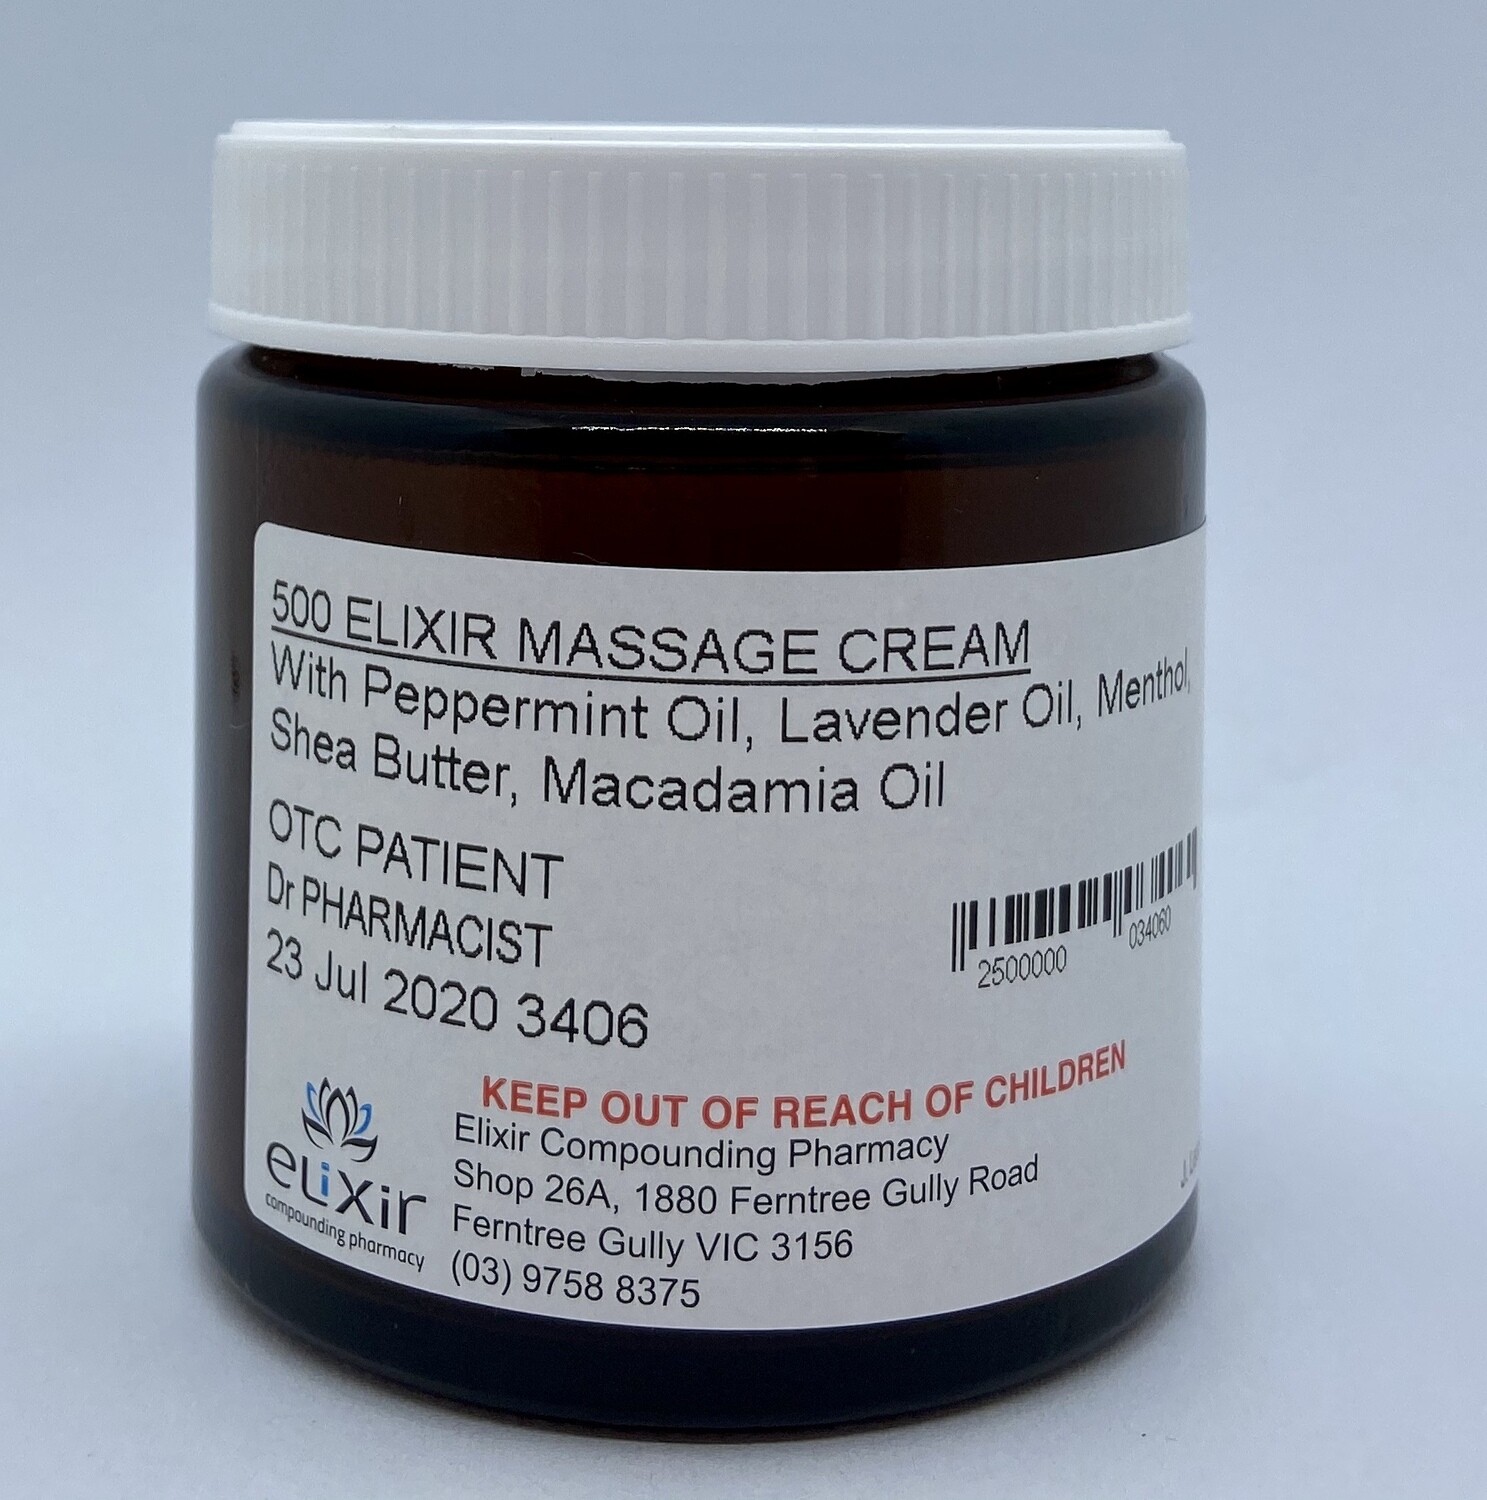 500 ELIXIR MASSAGE CREAM
With Peppermint Oil, Lavender Oil, Menthol,
Shea Butter, Macadamia Oil
OTC PATIENT
Dr PHARMACIST
23 Jul 2020 3406
2500000 034060
KEEP OUT OF REACH OF CHILDREN
Elixir Compounding Pharmacy
Shop 26A, 1880 Ferntree Gully Road
Ferntree Gully VIC 3156
(03) 9758 8375
eLiXir
compounding pharmacy